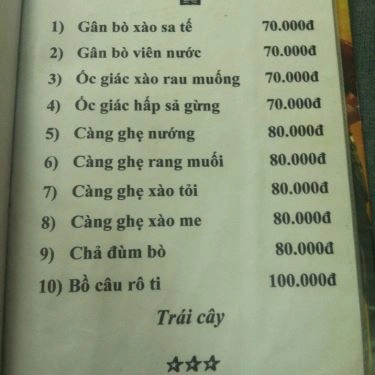 1) Gân bò xào sa tế 70.000đ
2) Gân bò viên nước 70.000đ
3) Ốc giác xào rau muống 70.000đ
4) Ốc giác hấp sả gừng 70.000đ
5) Càng ghẹ nướng 80.000đ
6) Càng ghẹ rang muối 80.000đ
7) Càng ghẹ xào tỏi 80.000đ
8) Càng ghẹ xào me 80.000đ
9) Chả đùm bò 80.000đ
10) Bồ câu rô ti 100.000đ
Trái cây